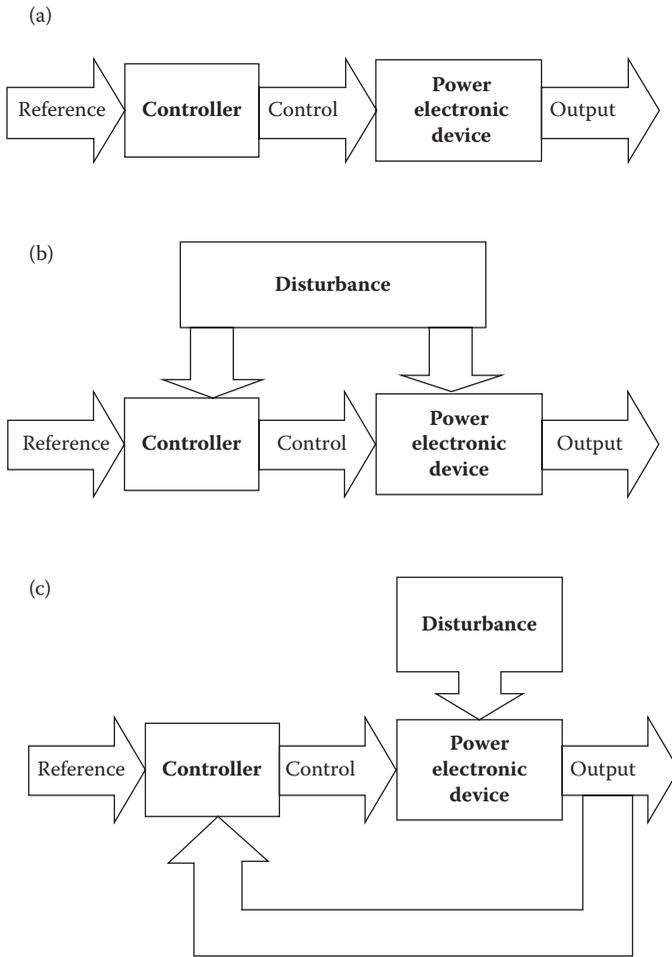 (a)
Reference
Controller
Control
Power
electronic
device
Output
(b)
Disturbance
Reference
Controller
Control
Power
electronic
device
Output
(c)
Disturbance
Reference
Controller
Control
Power
electronic
device
Output